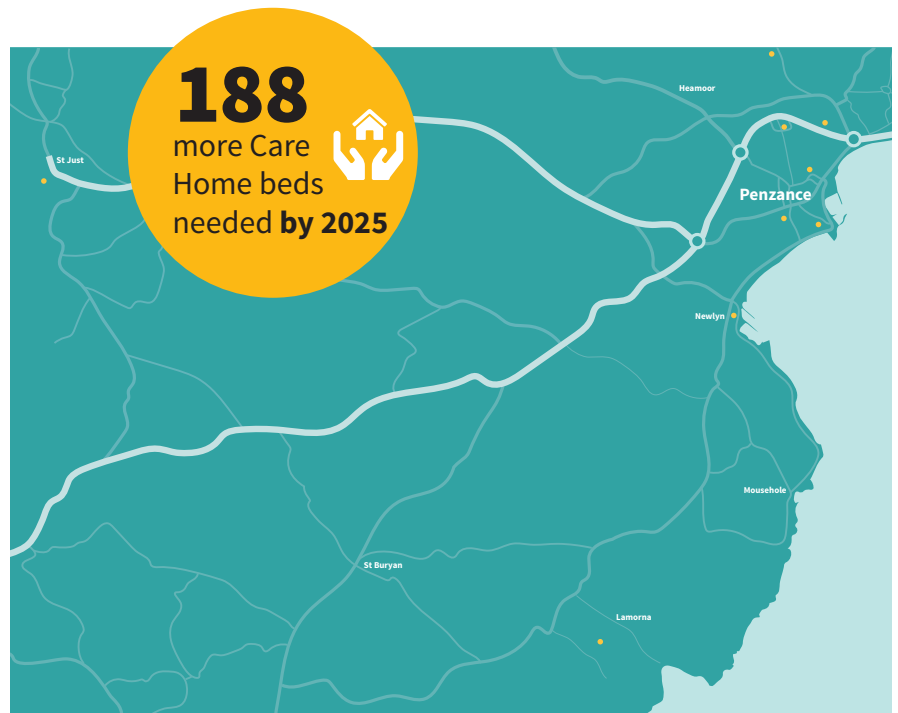 188
more Care
Home beds
needed by 2025
Heamoor
St Just
Penzance
Newlyn
Mousehole
St Buryan
Lamorna